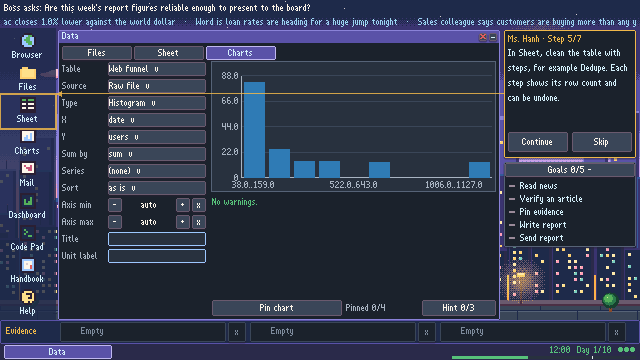 Boss asks: Are this week's report figures reliable enough to present to the board?
ac closes 1.0% lower against the world dollar · Word is loan rates are heading for a huge jump tonight · Sales colleague says customers are buying more than any y
Browser
Files
Sheet
Charts
Mail
Dashboard
Code Pad
Handbook
Help
Data
Files
Sheet
Charts
Table
Web funnel v
Source
Raw file v
Type
Histogram v
X
date v
Y
users v
Sum by
sum v
Series
(none) v
Sort
as is v
Axis min
- auto + x
Axis max
- auto + x
Title
Unit label
88.0
66.0
44.0
22.0
0
38.0..159.0
522.0..643.0
1006.0..1127.0
No warnings.
Pin chart
Pinned 0/4
Hint 0/3
Ms. Hanh · Step 5/7
In Sheet, clean the table with
steps, for example Dedupe. Each
step shows its row count and
can be undone.
Continue
Skip
Goals 0/5 -
— Read news
— Verify an article
— Pin evidence
— Write report
— Send report
Evidence
Empty x
Empty x
Empty x
Data
12:00 Day 1/10